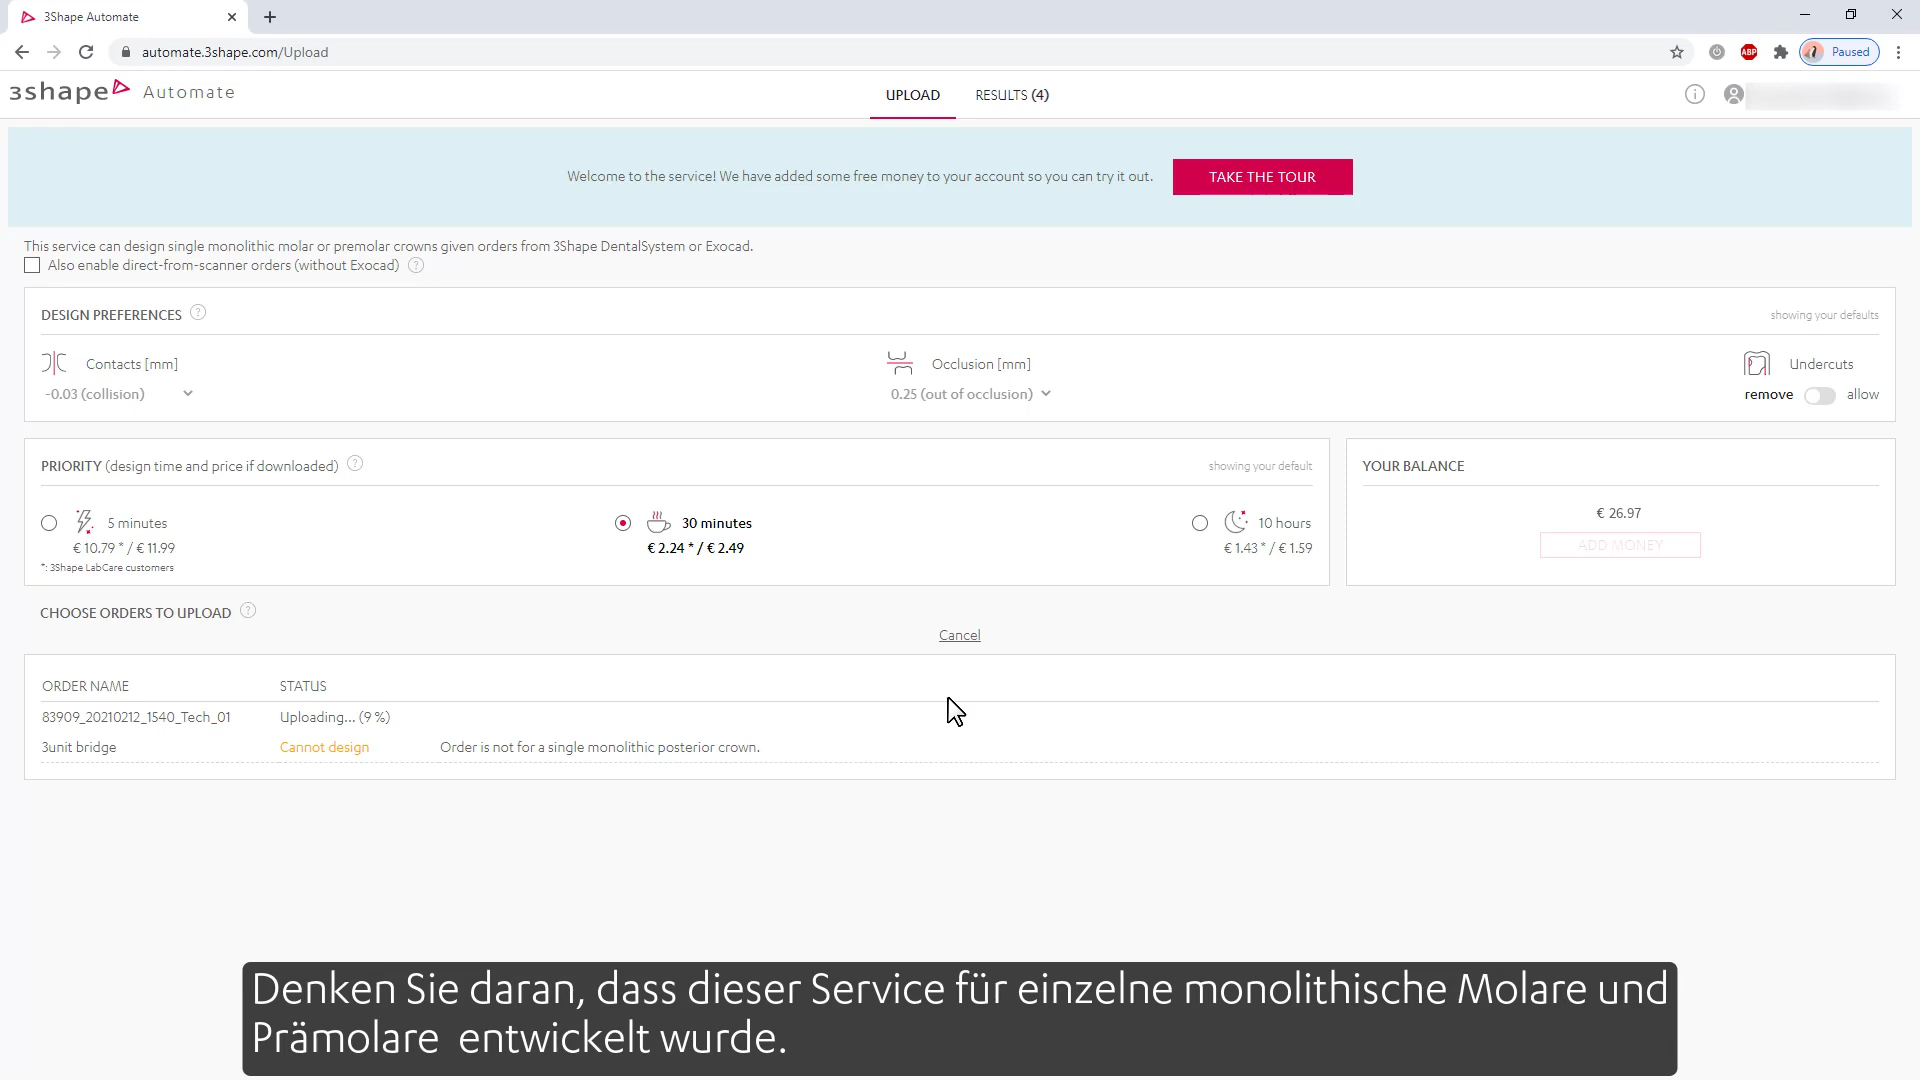 3Shape Automate
automate.3shape.com/Upload
ABP
Paused
3shape Automate
UPLOAD RESULTS (4)
Welcome to the service! We have added some free money to your account so you can try it out. TAKE THE TOUR
This service can design single monolithic molar or premolar crowns given orders from 3Shape DentalSystem or Exocad.
Also enable direct-from-scanner orders (without Exocad) ?
DESIGN PREFERENCES ? showing your defaults
Contacts [mm] Occlusion [mm] Undercuts
-0.03 (collision) 0.25 (out of occlusion) remove allow
PRIORITY (design time and price if downloaded) ? showing your default
YOUR BALANCE
5 minutes 30 minutes 10 hours
€ 10.79 * / € 11.99 € 2.24 * / € 2.49 € 1.43 * / € 1.59
*: 3Shape LabCare customers
€ 26.97
ADD MONEY
CHOOSE ORDERS TO UPLOAD ?
Cancel
ORDER NAME STATUS
83909_20210212_1540_Tech_01 Uploading... (9 %)
3unit bridge Cannot design Order is not for a single monolithic posterior crown.
Denken Sie daran, dass dieser Service für einzelne monolithische Molare und
Prämolare entwickelt wurde.